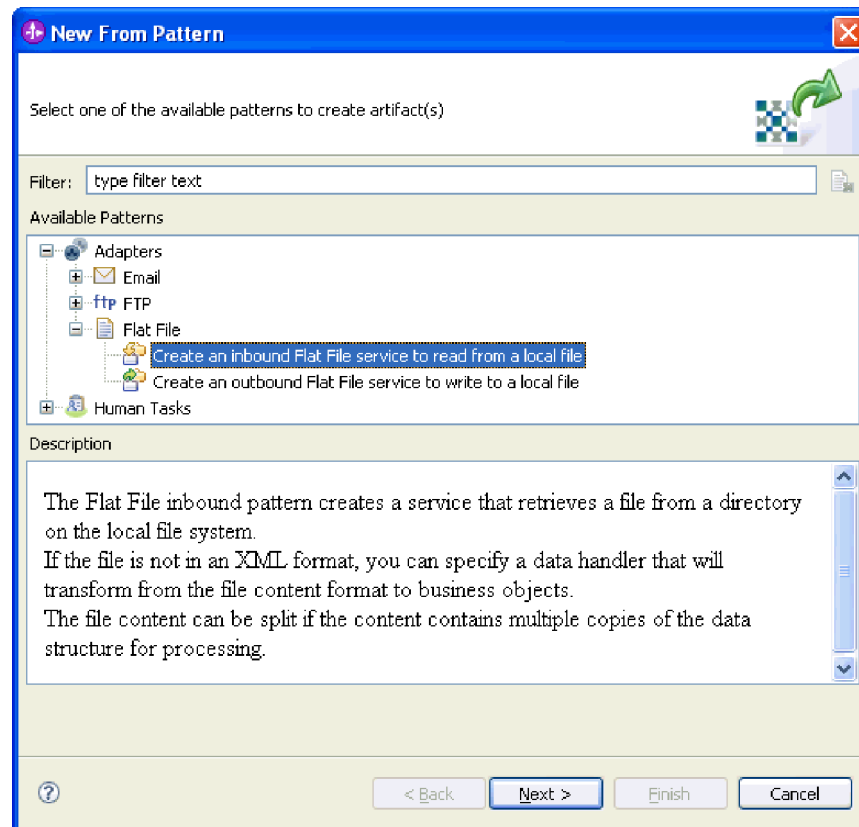 New From Pattern
Select one of the available patterns to create artifact(s)
Filter: type filter text
Available Patterns
Adapters
Email
ftp FTP
Flat File
Create an inbound Flat File service to read from a local file
Create an outbound Flat File service to write to a local file
Human Tasks
Description
The Flat File inbound pattern creates a service that retrieves a file from a directory
on the local file system.
If the file is not in an XML format, you can specify a data handler that will
transform from the file content format to business objects.
The file content can be split if the content contains multiple copies of the data
structure for processing.
? < Back Next > Finish Cancel